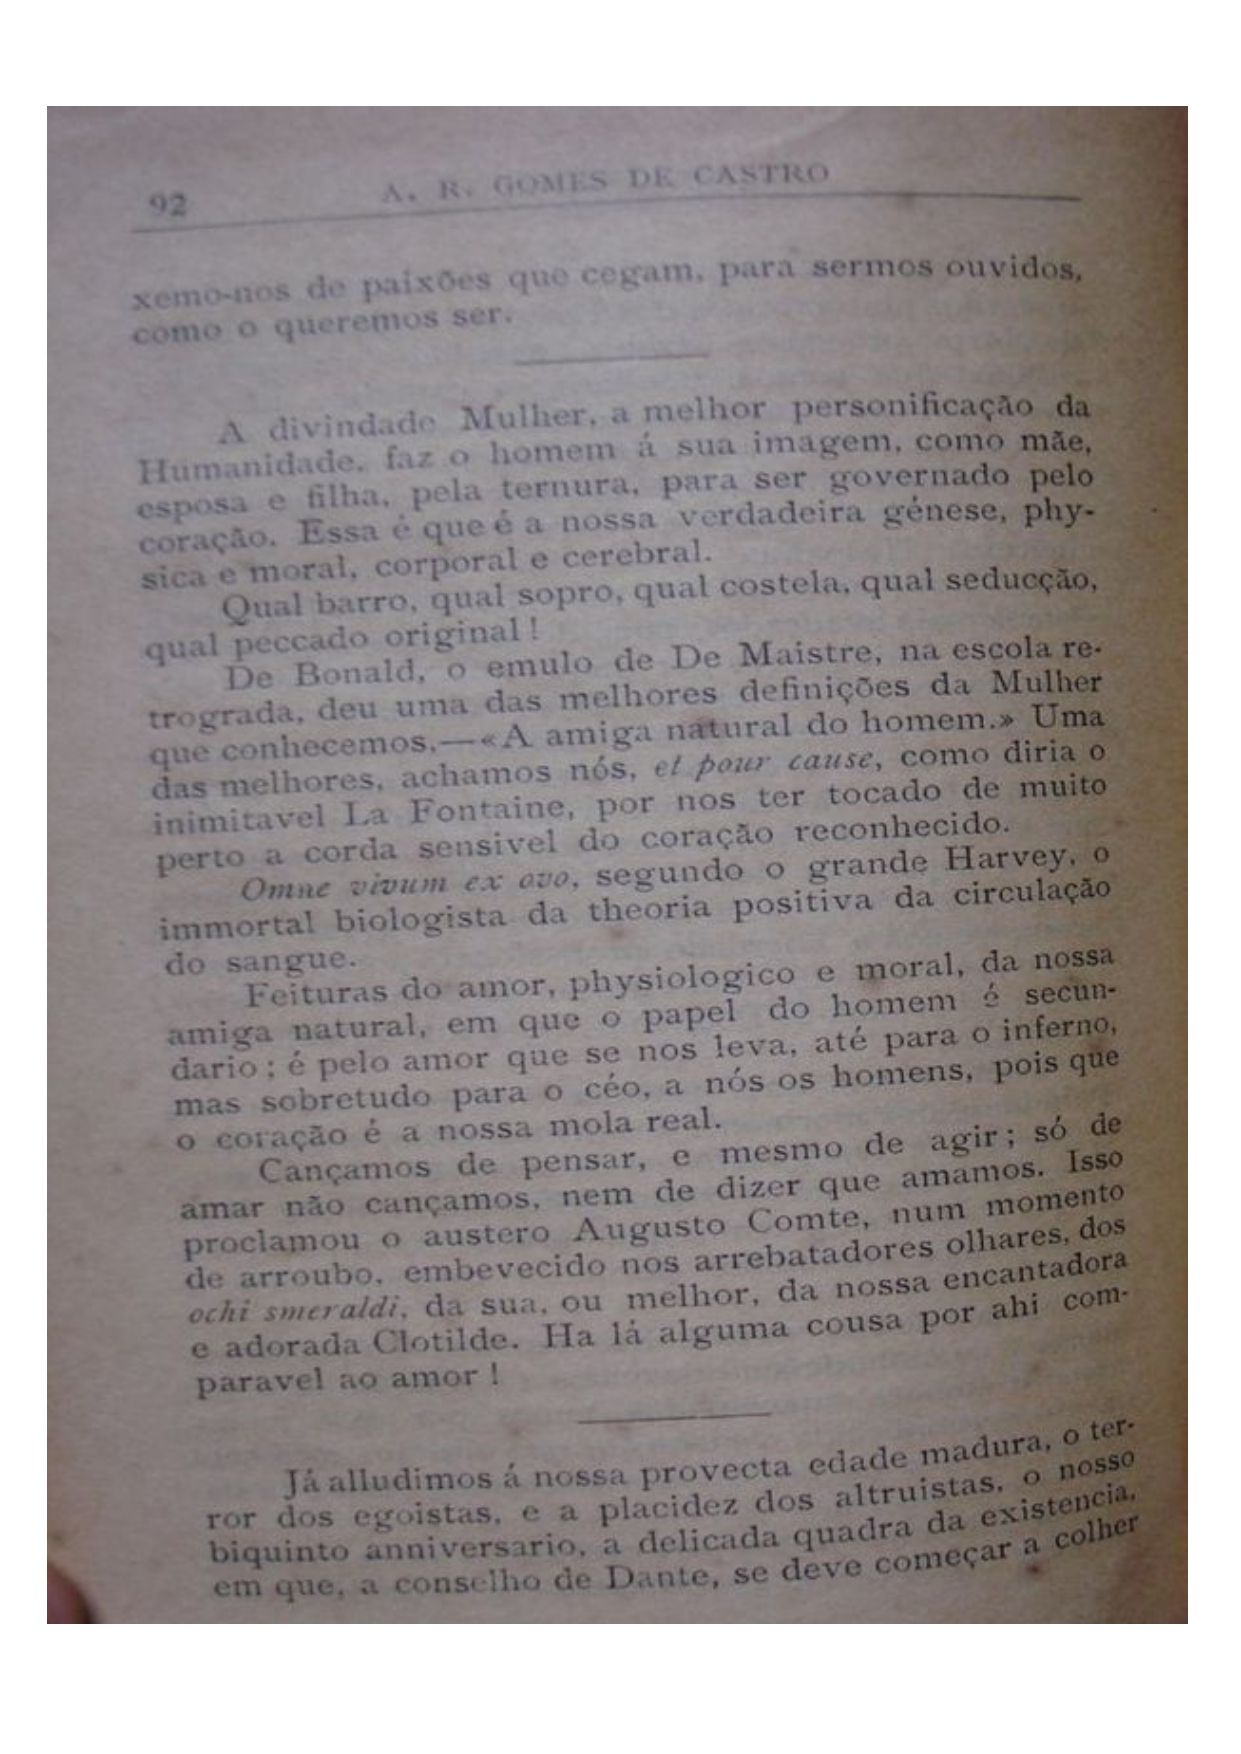 92
A. R. GOMES DE CASTRO
xemo-nos de paixões que cegam, para sermos ouvidos,
como o queremos ser.
A divindade Mulher, a melhor personificação da
Humanidade, faz o homem á sua imagem, como mãe,
esposa e filha, pela ternura, para ser governado pelo
coração. Essa é que é a nossa verdadeira génese, phy-
sica e moral, corporal e cerebral.
Qual barro, qual sopro, qual costela, qual seducção,
qual peccado original!
De Bonald, o emulo de De Maistre, na escola re-
trograda, deu uma das melhores definições da Mulher
que conhecemos,—«A amiga natural do homem.» Uma
das melhores, achamos nós, et pour cause, como diria o
inimitavel La Fontaine, por nos ter tocado de muito
perto a corda sensivel do coração reconhecido.
Omne vivum ex ovo, segundo o grande Harvey, o
immortal biologista da theoria positiva da circulação
do sangue.
Feituras do amor, physiologico e moral, da nossa
amiga natural, em que o papel do homem é secun-
dario; é pelo amor que se nos leva, até para o inferno,
mas sobretudo para o céo, a nós os homens, pois que
o coração é a nossa mola real.
Cançamos de pensar, e mesmo de agir; só de
amar não cançamos, nem de dizer que amamos. Isso
proclamou o austero Augusto Comte, num momento
de arroubo, embevecido nos arrebatadores olhares, dos
ochi smeraldi, da sua, ou melhor, da nossa encantadora
e adorada Clotilde. Ha lá alguma cousa por ahi com-
paravel ao amor!
Já alludimos á nossa provecta edade madura, o ter-
ror dos egoistas, e a placidez dos altruistas, o nosso
biquinto anniversario, a delicada quadra da existencia,
em que, a conselho de Dante, se deve começar a colher